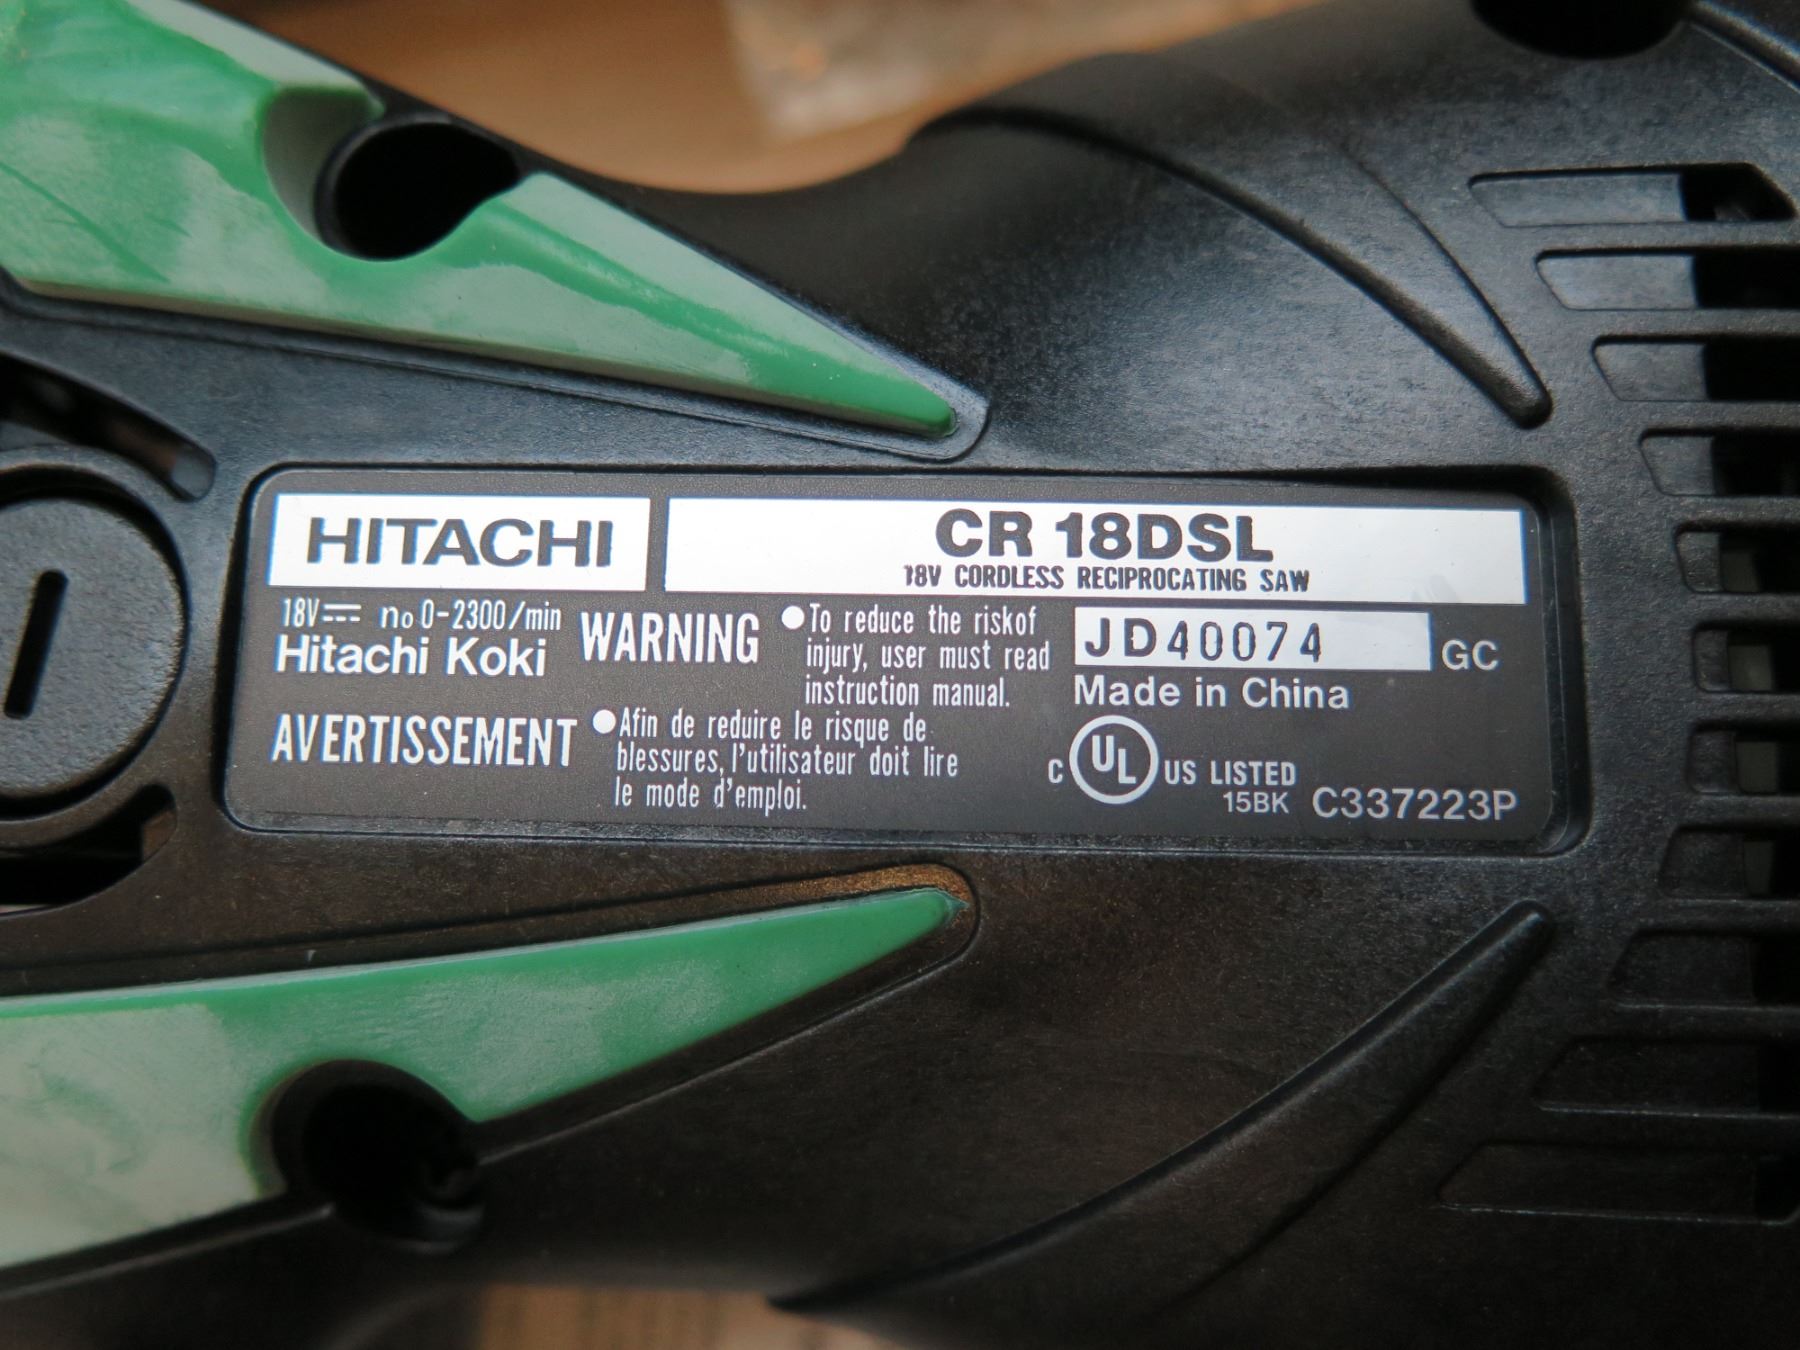 HITACHI
CR 18DSL
18V CORDLESS RECIPROCATING SAW
18V⎓ no 0-2300/min
Hitachi Koki
WARNING
●To reduce the riskof
injury, user must read
instruction manual.
JD40074 GC
Made in China
AVERTISSEMENT
●Afin de reduire le risque de
blessures, l'utilisateur doit lire
le mode d'emploi.
C UL US LISTED
15BK C337223P